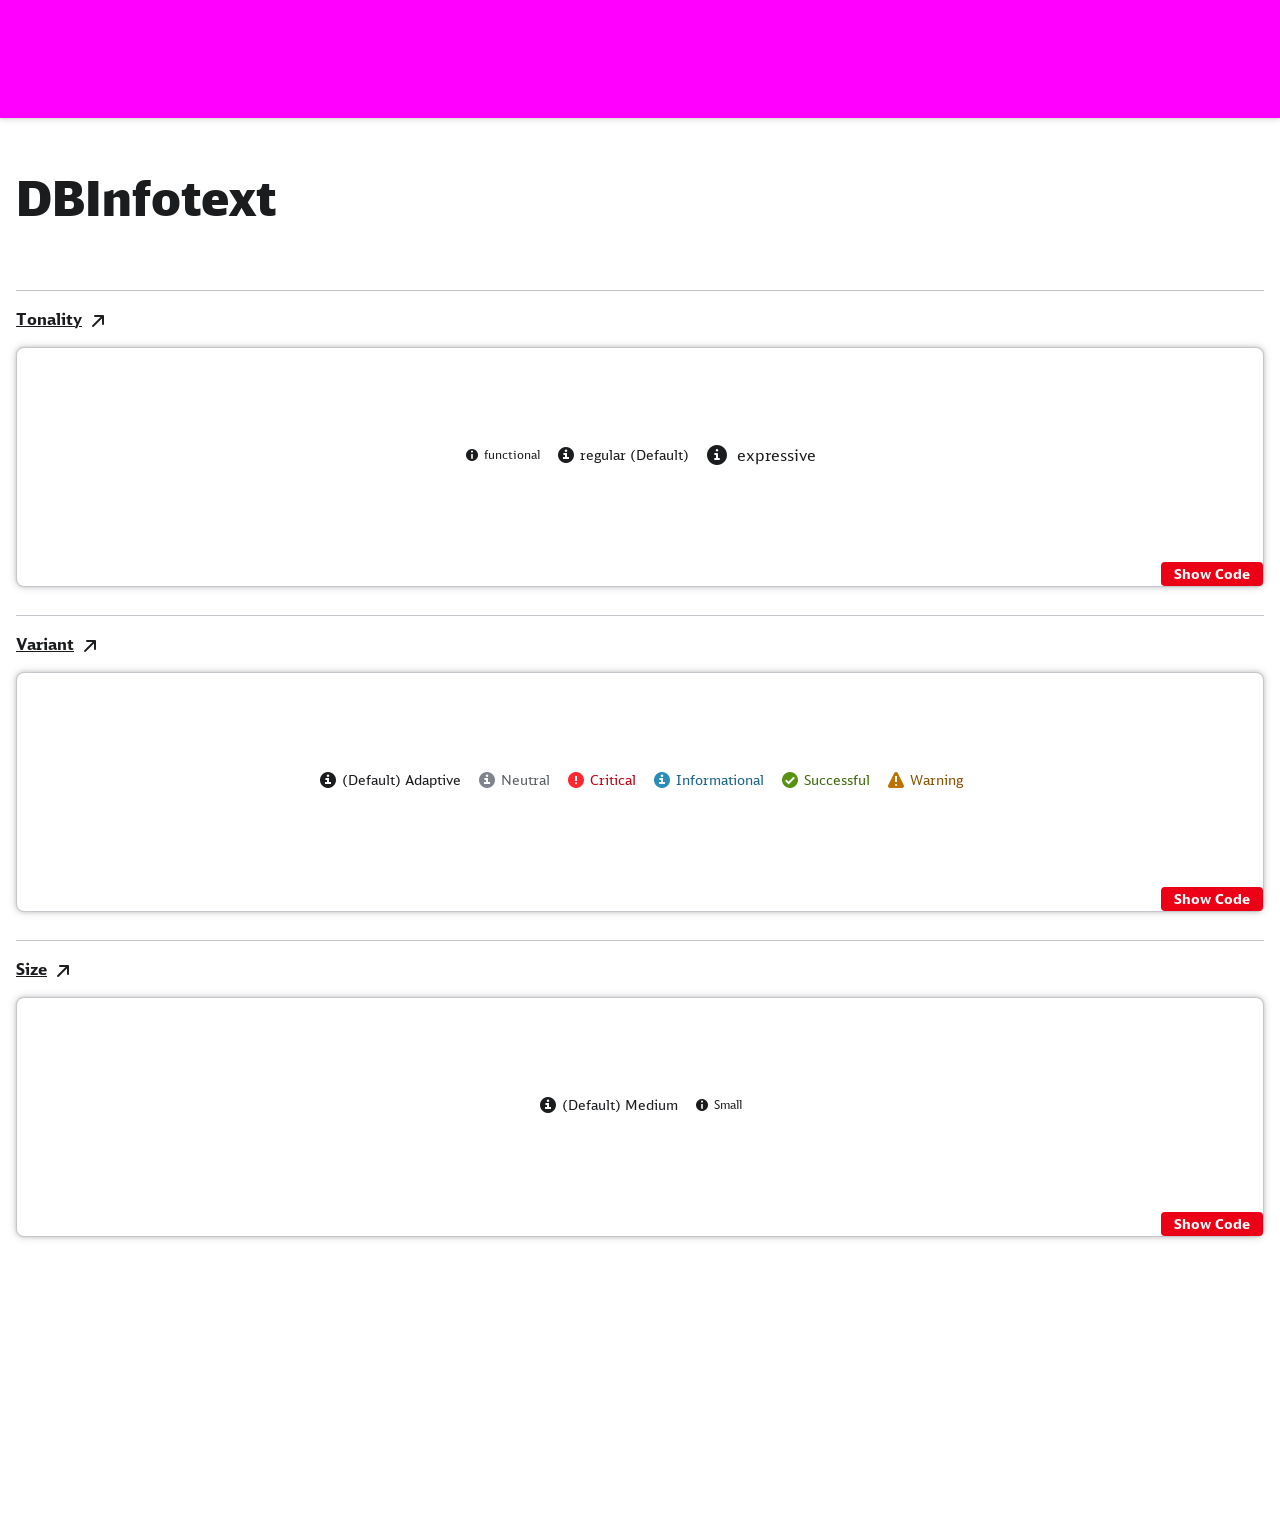 DBInfotext
Tonality
functional regular (Default) expressive
Show Code
Variant
(Default) Adaptive Neutral Critical Informational Successful Warning
Show Code
Size
(Default) Medium Small
Show Code